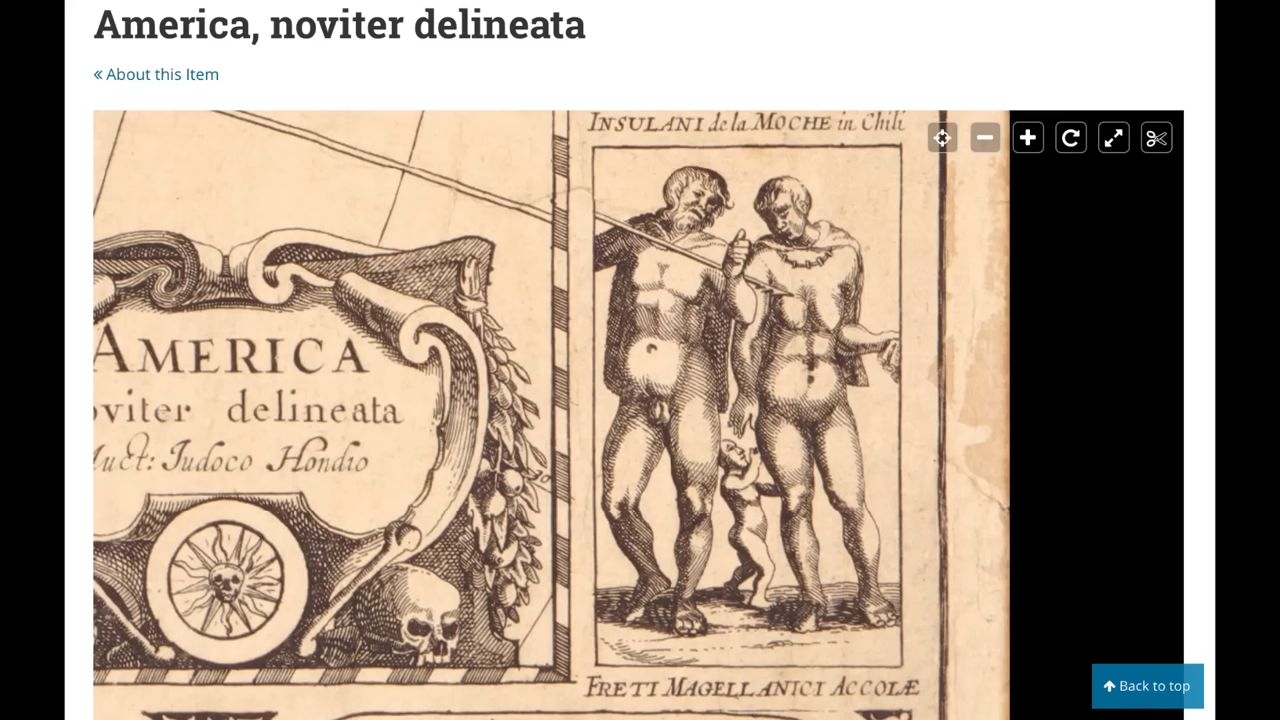 America, noviter delineata
« About this Item
INSULANI de la MOCHE in Chili
AMERICA
oviter delineata
Auct: Judoco Hondio
FRETI MAGELLANICI ACCOLÆ
Back to top